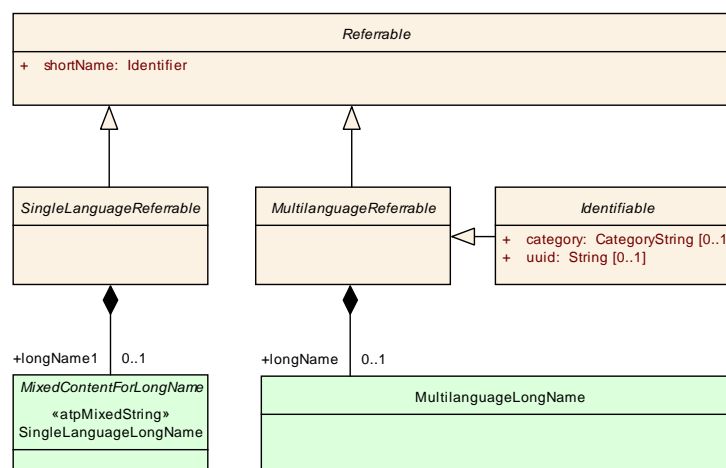 Referrable
+ shortName: Identifier
SingleLanguageReferrable
MultilanguageReferrable
Identifiable
+ category: CategoryString [0..1
+ uuid: String [0..1]
+longName1 0..1
+longName 0..1
MixedContentForLongName
«atpMixedString»
SingleLanguageLongName
MultilanguageLongName